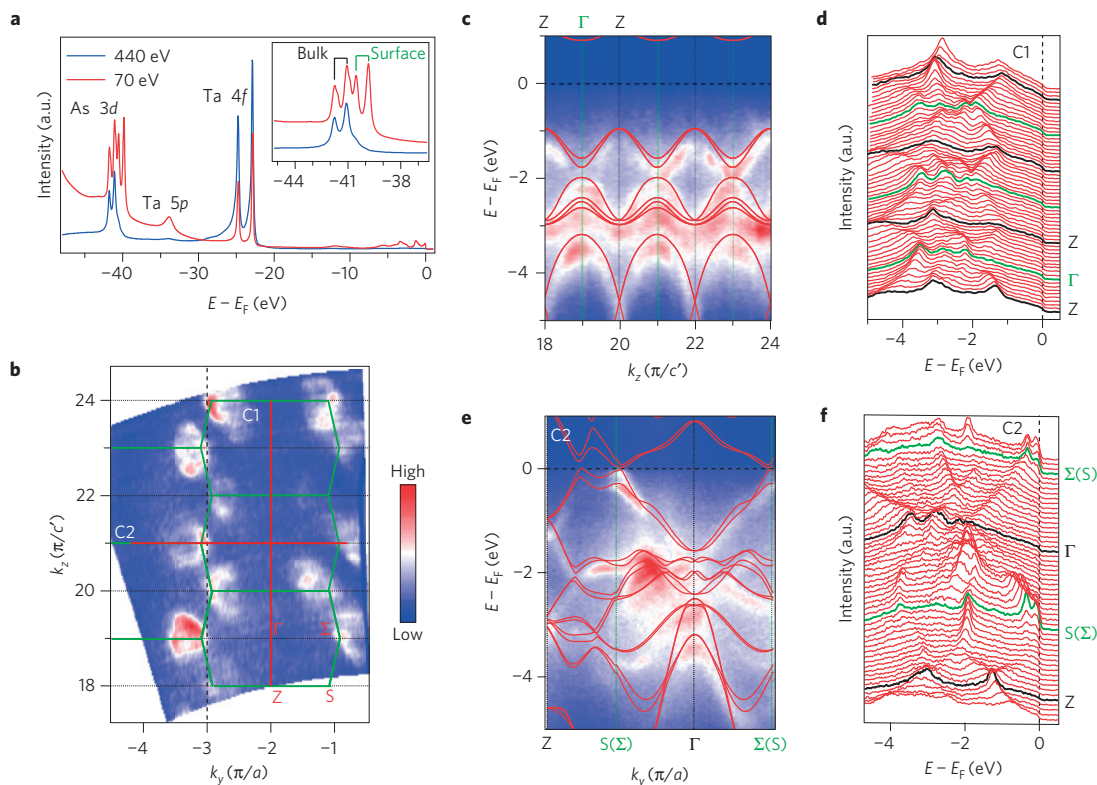 a
440 eV
70 eV
As 3d
Ta 5p
Ta 4f
Bulk
Surface
−44
−41
−38
Intensity (a.u.)
−40
−30
−20
−10
0
E − EF (eV)
b
24
22
20
18
kz (π/c′)
C1
C2
Γ
Σ
Z
S
−4
−3
−2
−1
ky (π/a)
High
Low
c
Z
Γ
Z
0
−2
−4
E − EF (eV)
18
19
20
21
22
23
24
kz (π/c′)
d
C1
Intensity (a.u.)
Z
Γ
Z
−4
−2
0
E − EF (eV)
e
C2
0
−2
−4
E − EF (eV)
Z
S(Σ)
Γ
Σ(S)
ky (π/a)
f
C2
Intensity (a.u.)
Σ(S)
Γ
S(Σ)
Z
−4
−2
0
E − EF (eV)